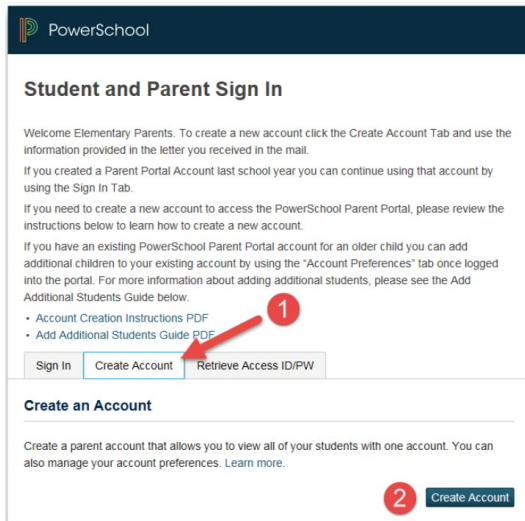 PowerSchool
Student and Parent Sign In
Welcome Elementary Parents. To create a new account click the Create Account Tab and use the
information provided in the letter you received in the mail.
If you created a Parent Portal Account last school year you can continue using that account by
using the Sign In Tab.
If you need to create a new account to access the PowerSchool Parent Portal, please review the
instructions below to learn how to create a new account.
If you have an existing PowerSchool Parent Portal account for an older child you can add
additional children to your existing account by using the “Account Preferences” tab once logged
into the portal. For more information about adding additional students, please see the Add
Additional Students Guide below.
1
• Account Creation Instructions PDF
• Add Additional Students Guide PDF
Sign In Create Account Retrieve Access ID/PW
Create an Account
Create a parent account that allows you to view all of your students with one account. You can
also manage your account preferences. Learn more.
2 Create Account